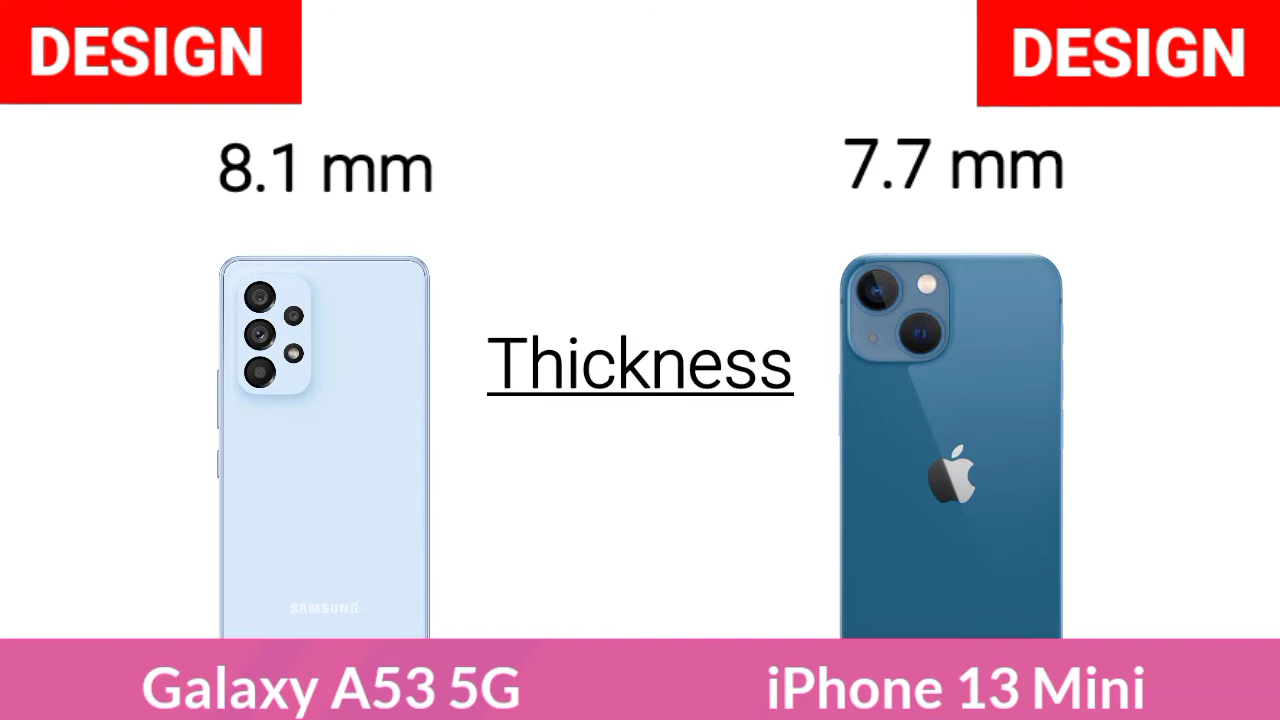 DESIGN
DESIGN
8.1 mm
7.7 mm
Thickness
SAMSUNG
Galaxy A53 5G
iPhone 13 Mini